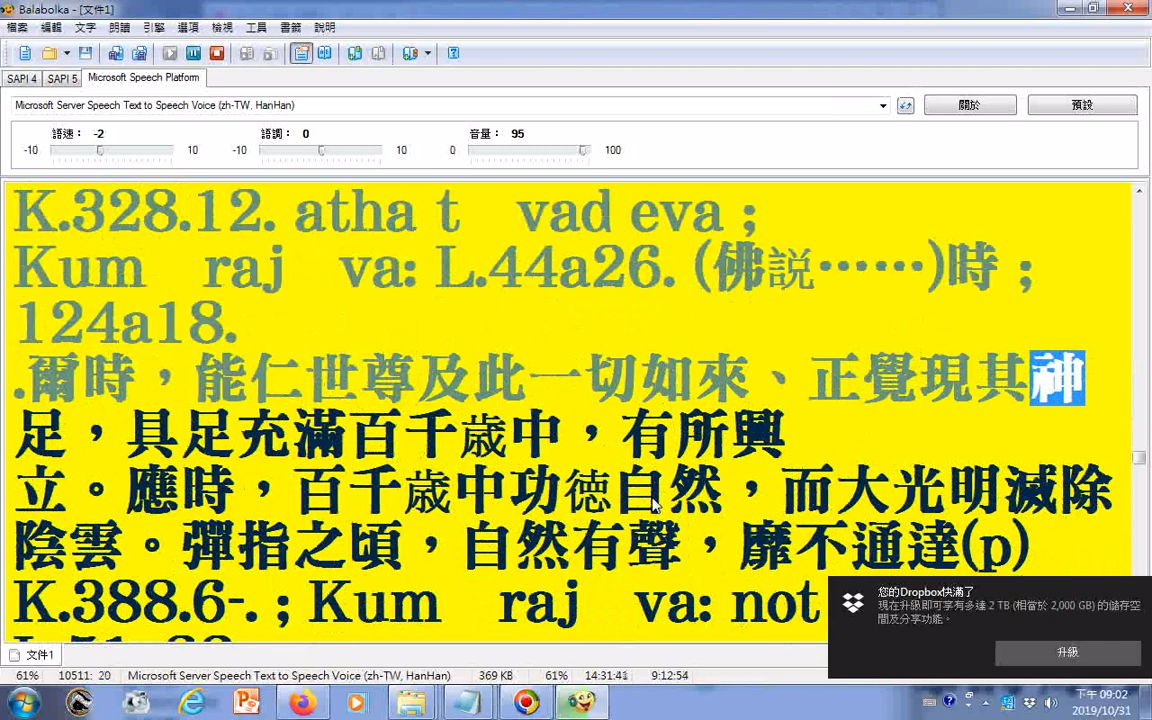 Balabolka - [文件1]
檔案 編輯 文字 朗讀 引擎 選項 檢視 工具 書籤 說明
SAPI 4 SAPI 5 Microsoft Speech Platform
Microsoft Server Speech Text to Speech Voice (zh-TW, HanHan) 關於 預設
語速： -2 語調： 0 音量： 95
-10 10 -10 10 0 100
K.328.12. atha t vad eva ;
Kum raj va: L.44a26. (佛説……)時 ;
124a18.
.爾時，能仁世尊及此一切如來、正覺現其神
足，具足充滿百千歳中，有所興
立。應時，百千歳中功徳自然，而大光明滅除
陰雲。彈指之頃，自然有聲，靡不通達(p)
K.388.6-. ; Kum raj va: not
您的Dropbox快滿了
現在升級即可享有多達 2 TB (相當於 2,000 GB) 的儲存空
間及分享功能。
升級
文件1
61% 10511: 20 Microsoft Server Speech Text to Speech Voice (zh-TW, HanHan) 369 KB 61% 14:31:41 9:12:54
下午 09:02
2019/10/31